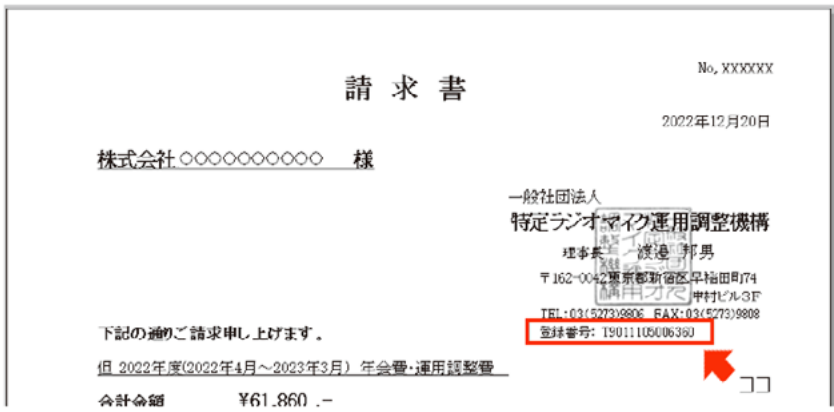 No,XXXXXX
請求書
2022年12月20日
株式会社○○○○○○○○○○ 様
一般社団法人
特定ラジオマイク運用調整機構
理事長 渡邉 邦男
〒162-0042東京都新宿区早稲田町74
中村ビル3F
TEL:03(5273)9806 FAX:03(5273)9808
登録番号: T9011105006360
下記の通りご請求申し上げます.
但 2022年度(2022年4月～2023年3月) 年会費・運用調整費
ココ
合計金額 ¥61,860 .−